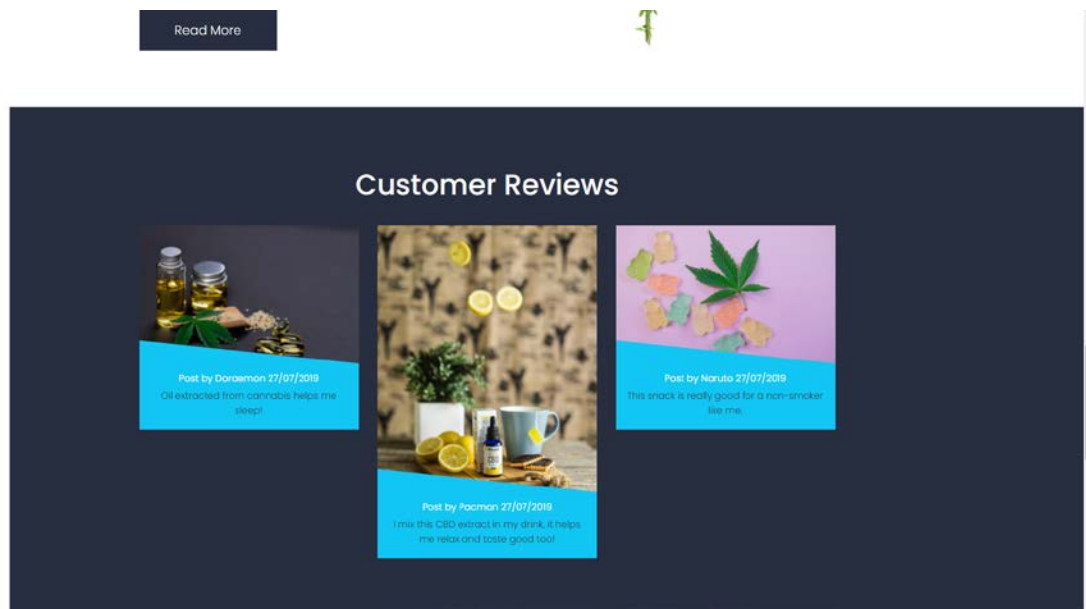 Read More
Customer Reviews
Post by Doraemon 27/07/2019
Oil extracted from cannabis helps me
sleep!
Post by Pacman 27/07/2019
I mix this CBD extract in my drink, it helps
me relax and taste good too!
Post by Naruto 27/07/2019
This snack is really good for a non-smoker
like me.
CBD